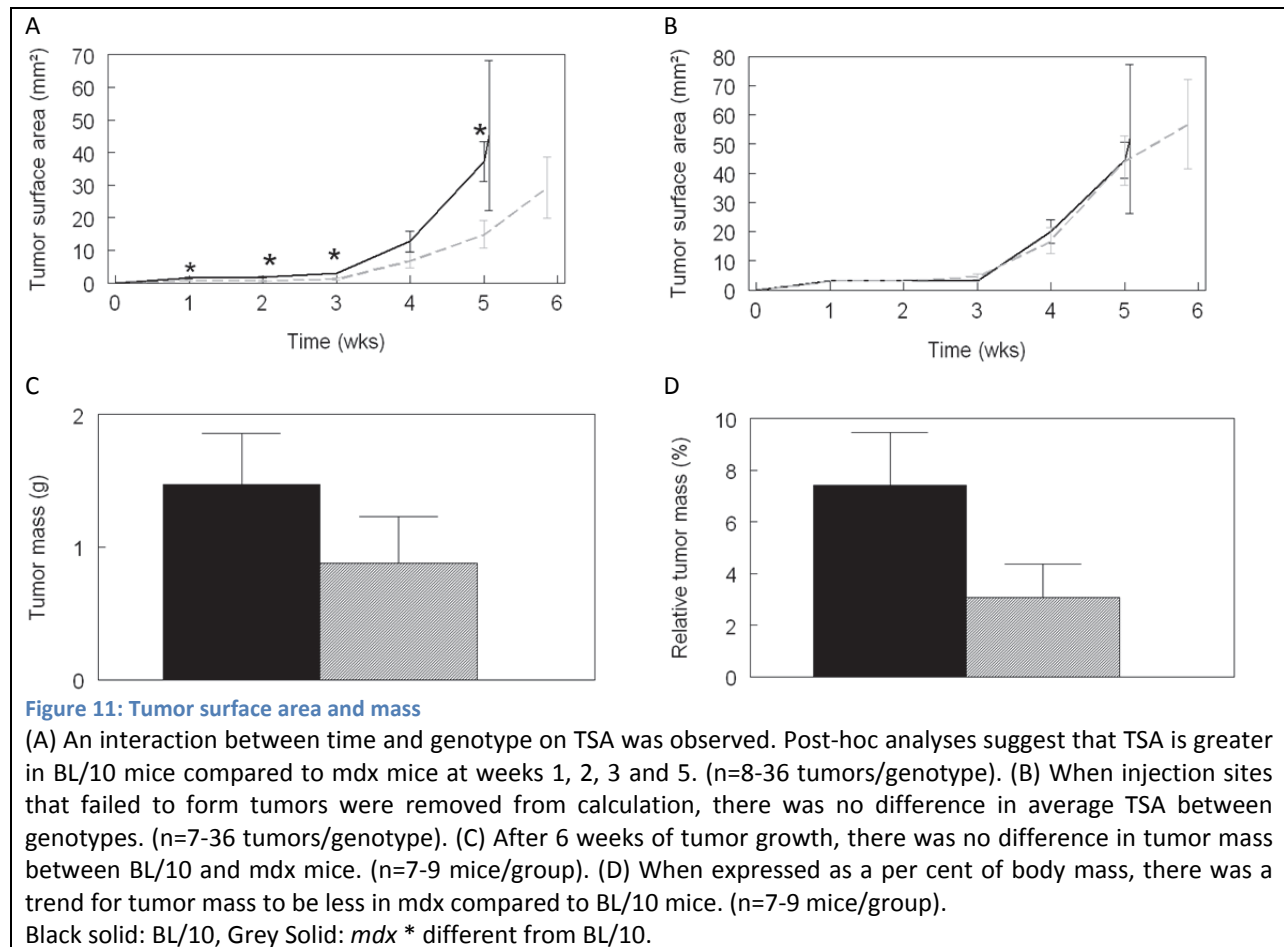 A
Tumor surface area (mm²)
70
60
50
40
30
20
10
0
* * * *
0 1 2 3 4 5 6
Time (wks)
B
Tumor surface area (mm²)
80
70
60
50
40
30
20
10
0
0 1 2 3 4 5 6
Time (wks)
C
Tumor mass (g)
2
1
0
D
Relative tumor mass (%)
10
8
6
4
2
0
Figure 11: Tumor surface area and mass
(A) An interaction between time and genotype on TSA was observed. Post-hoc analyses suggest that TSA is greater
in BL/10 mice compared to mdx mice at weeks 1, 2, 3 and 5. (n=8-36 tumors/genotype). (B) When injection sites
that failed to form tumors were removed from calculation, there was no difference in average TSA between
genotypes. (n=7-36 tumors/genotype). (C) After 6 weeks of tumor growth, there was no difference in tumor mass
between BL/10 and mdx mice. (n=7-9 mice/group). (D) When expressed as a per cent of body mass, there was a
trend for tumor mass to be less in mdx compared to BL/10 mice. (n=7-9 mice/group).
Black solid: BL/10, Grey Solid: mdx * different from BL/10.